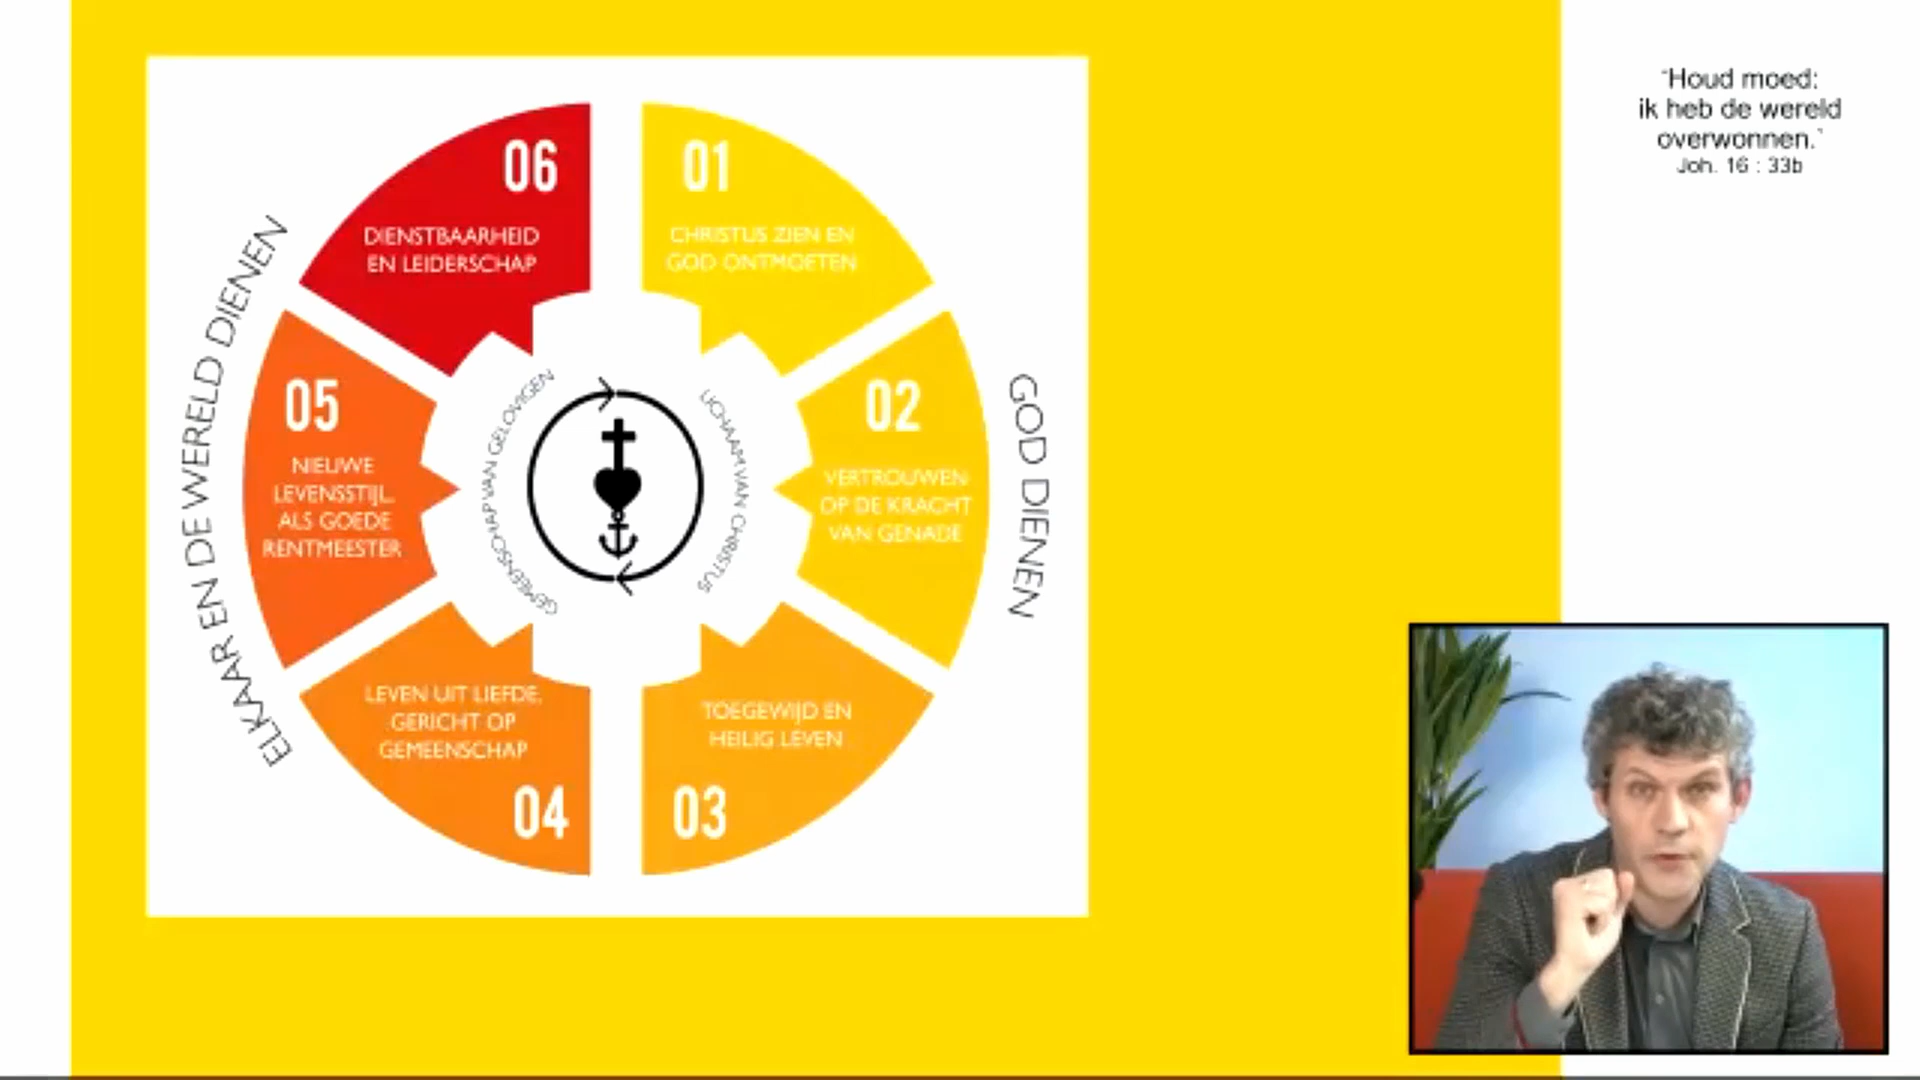 "Houd moed:
ik heb de wereld
overwonnen."
Joh. 16 : 33b
01
CHRISTUS ZIEN EN
GOD ONTMOETEN
02
VERTROUWEN
OP DE KRACHT
VAN GENADE
TOEGEWIJD EN
HEILIG LEVEN
03
LEVEN UIT LIEFDE,
GERICHT OP
GEMEENSCHAP
04
05
NIEUWE
LEVENSSTIJL,
ALS GOEDE
RENTMEESTER
06
DIENSTBAARHEID
EN LEIDERSCHAP
ELKAAR EN DE WERELD DIENEN
GOD DIENEN
GEMEENSCHAP VAN GELOVIGEN
LICHAAM VAN CHRISTUS